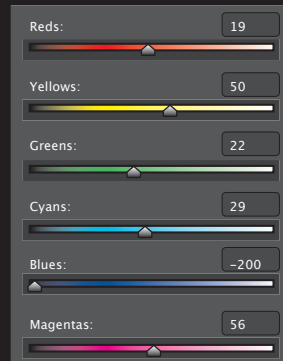 Reds: 19
Yellows: 50
Greens: 22
Cyans: 29
Blues: -200
Magentas: 56